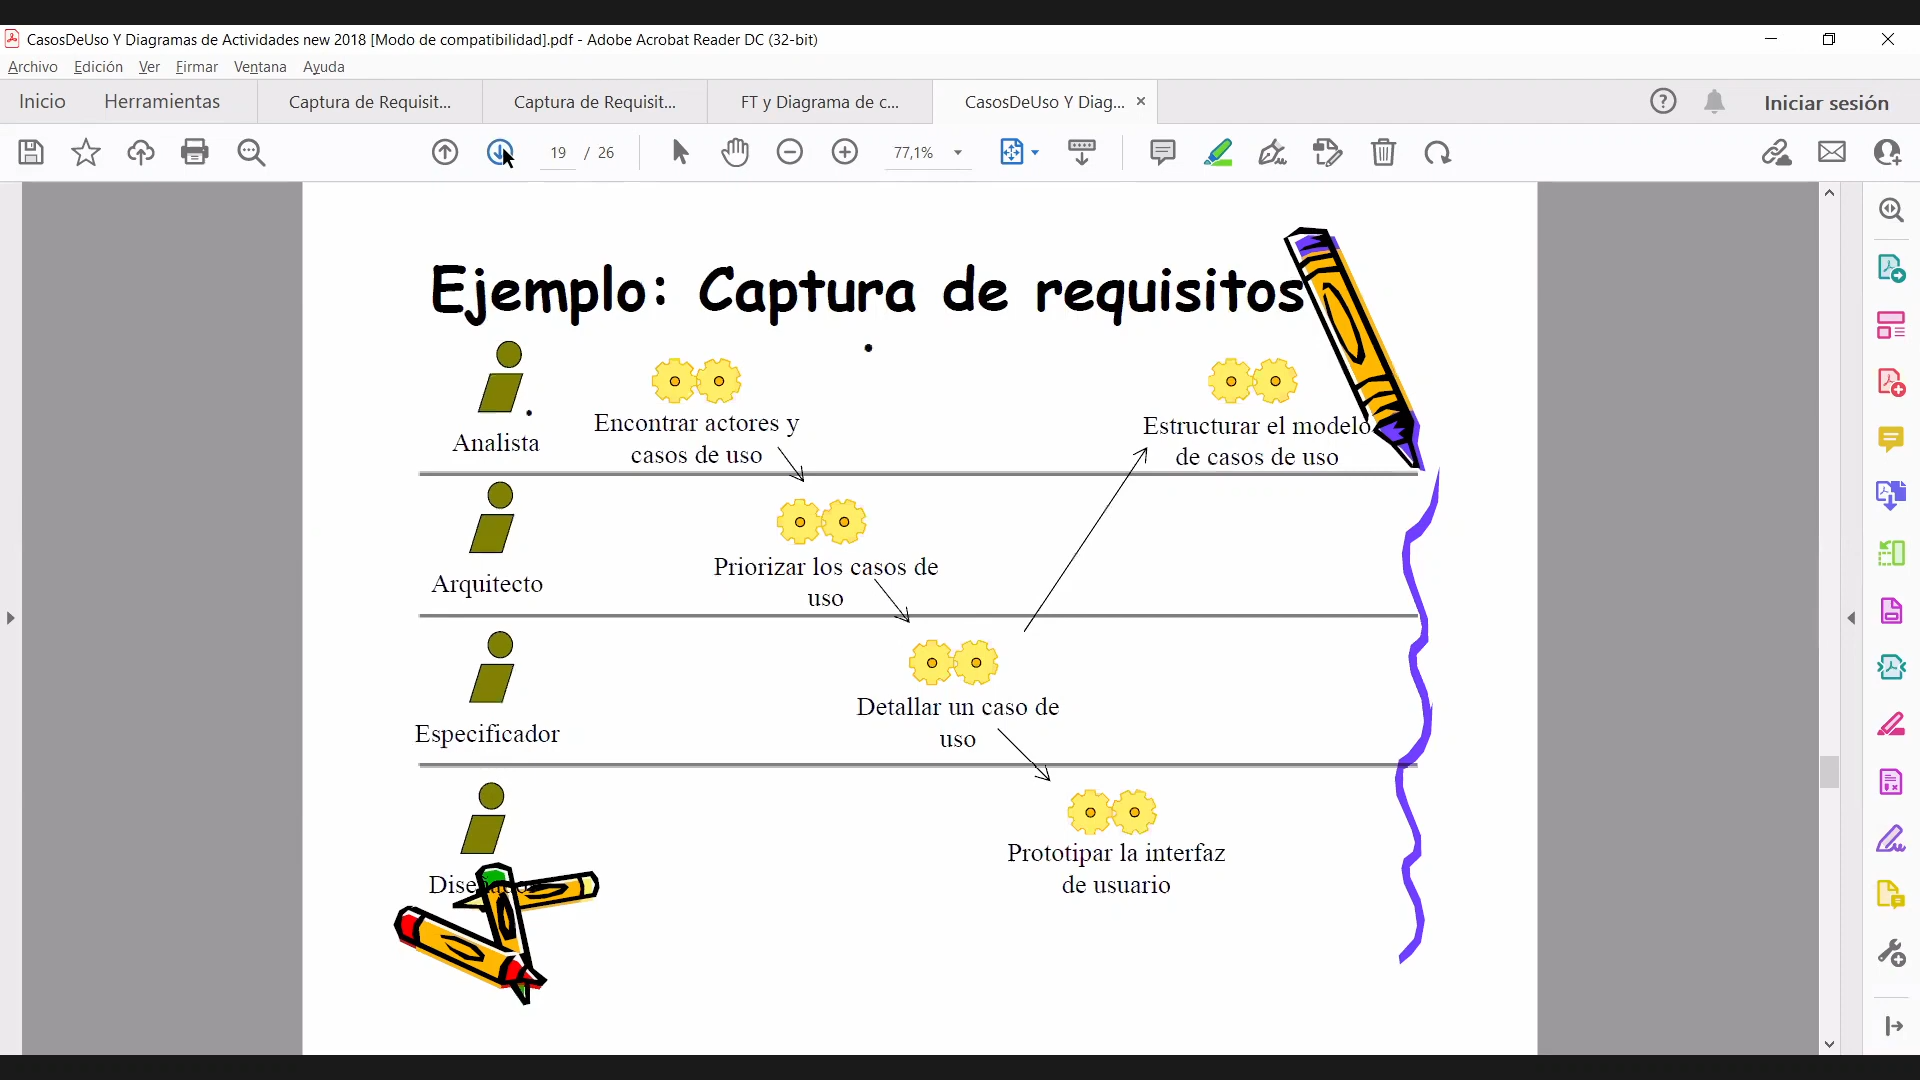 CasosDeUso Y Diagramas de Actividades new 2018 [Modo de compatibilidad].pdf - Adobe Acrobat Reader DC (32-bit)
Archivo Edición Ver Firmar Ventana Ayuda
Inicio Herramientas Captura de Requisit... Captura de Requisit... FT y Diagrama de c... CasosDeUso Y Diag... Iniciar sesión
19 / 26 77,1%
Ejemplo: Captura de requisitos
Analista
Encontrar actores y
casos de uso
Estructurar el modelo
de casos de uso
Arquitecto
Priorizar los casos de
uso
Especificador
Detallar un caso de
uso
Diseñador
Prototipar la interfaz
de usuario